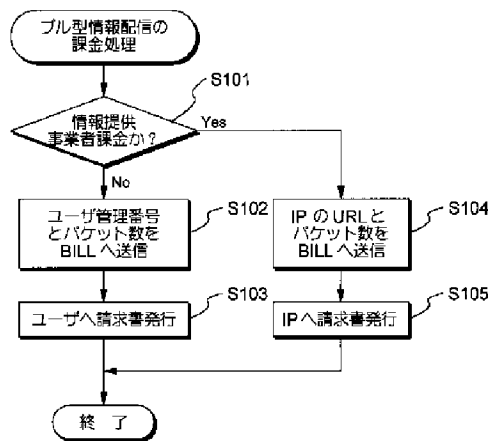 プル型情報配信の
課金処理
S101
情報提供
事業者課金か?
Yes
No
ユーザ管理番号
とパケット数を
BILLへ送信
S102
IPのURLと
パケット数を
BILLへ送信
S104
ユーザへ請求書発行
S103
IPへ請求書発行
S105
終了